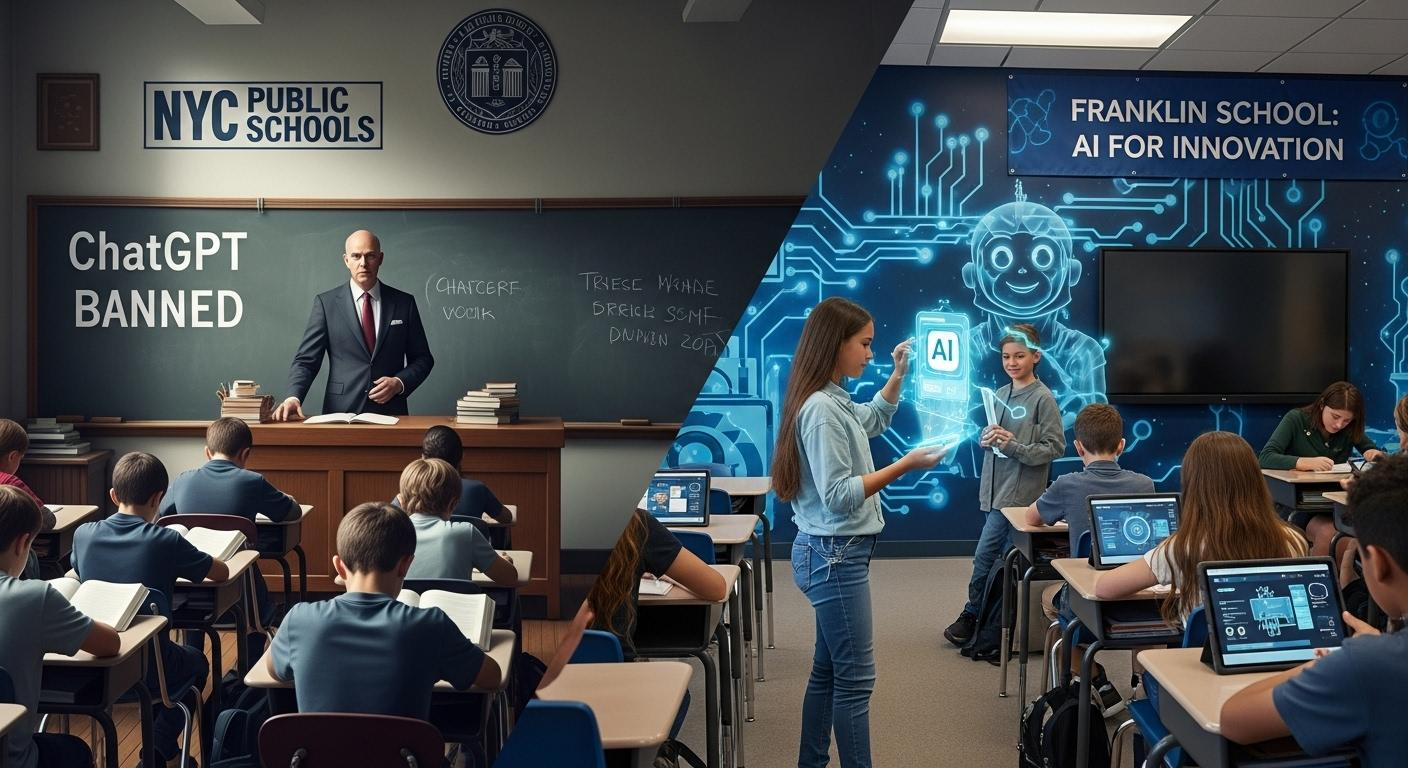 NYC PUBLIC
SCHOOLS
ChatGPT
BANNED
FRANKLIN SCHOOL:
AI FOR INNOVATION
AI